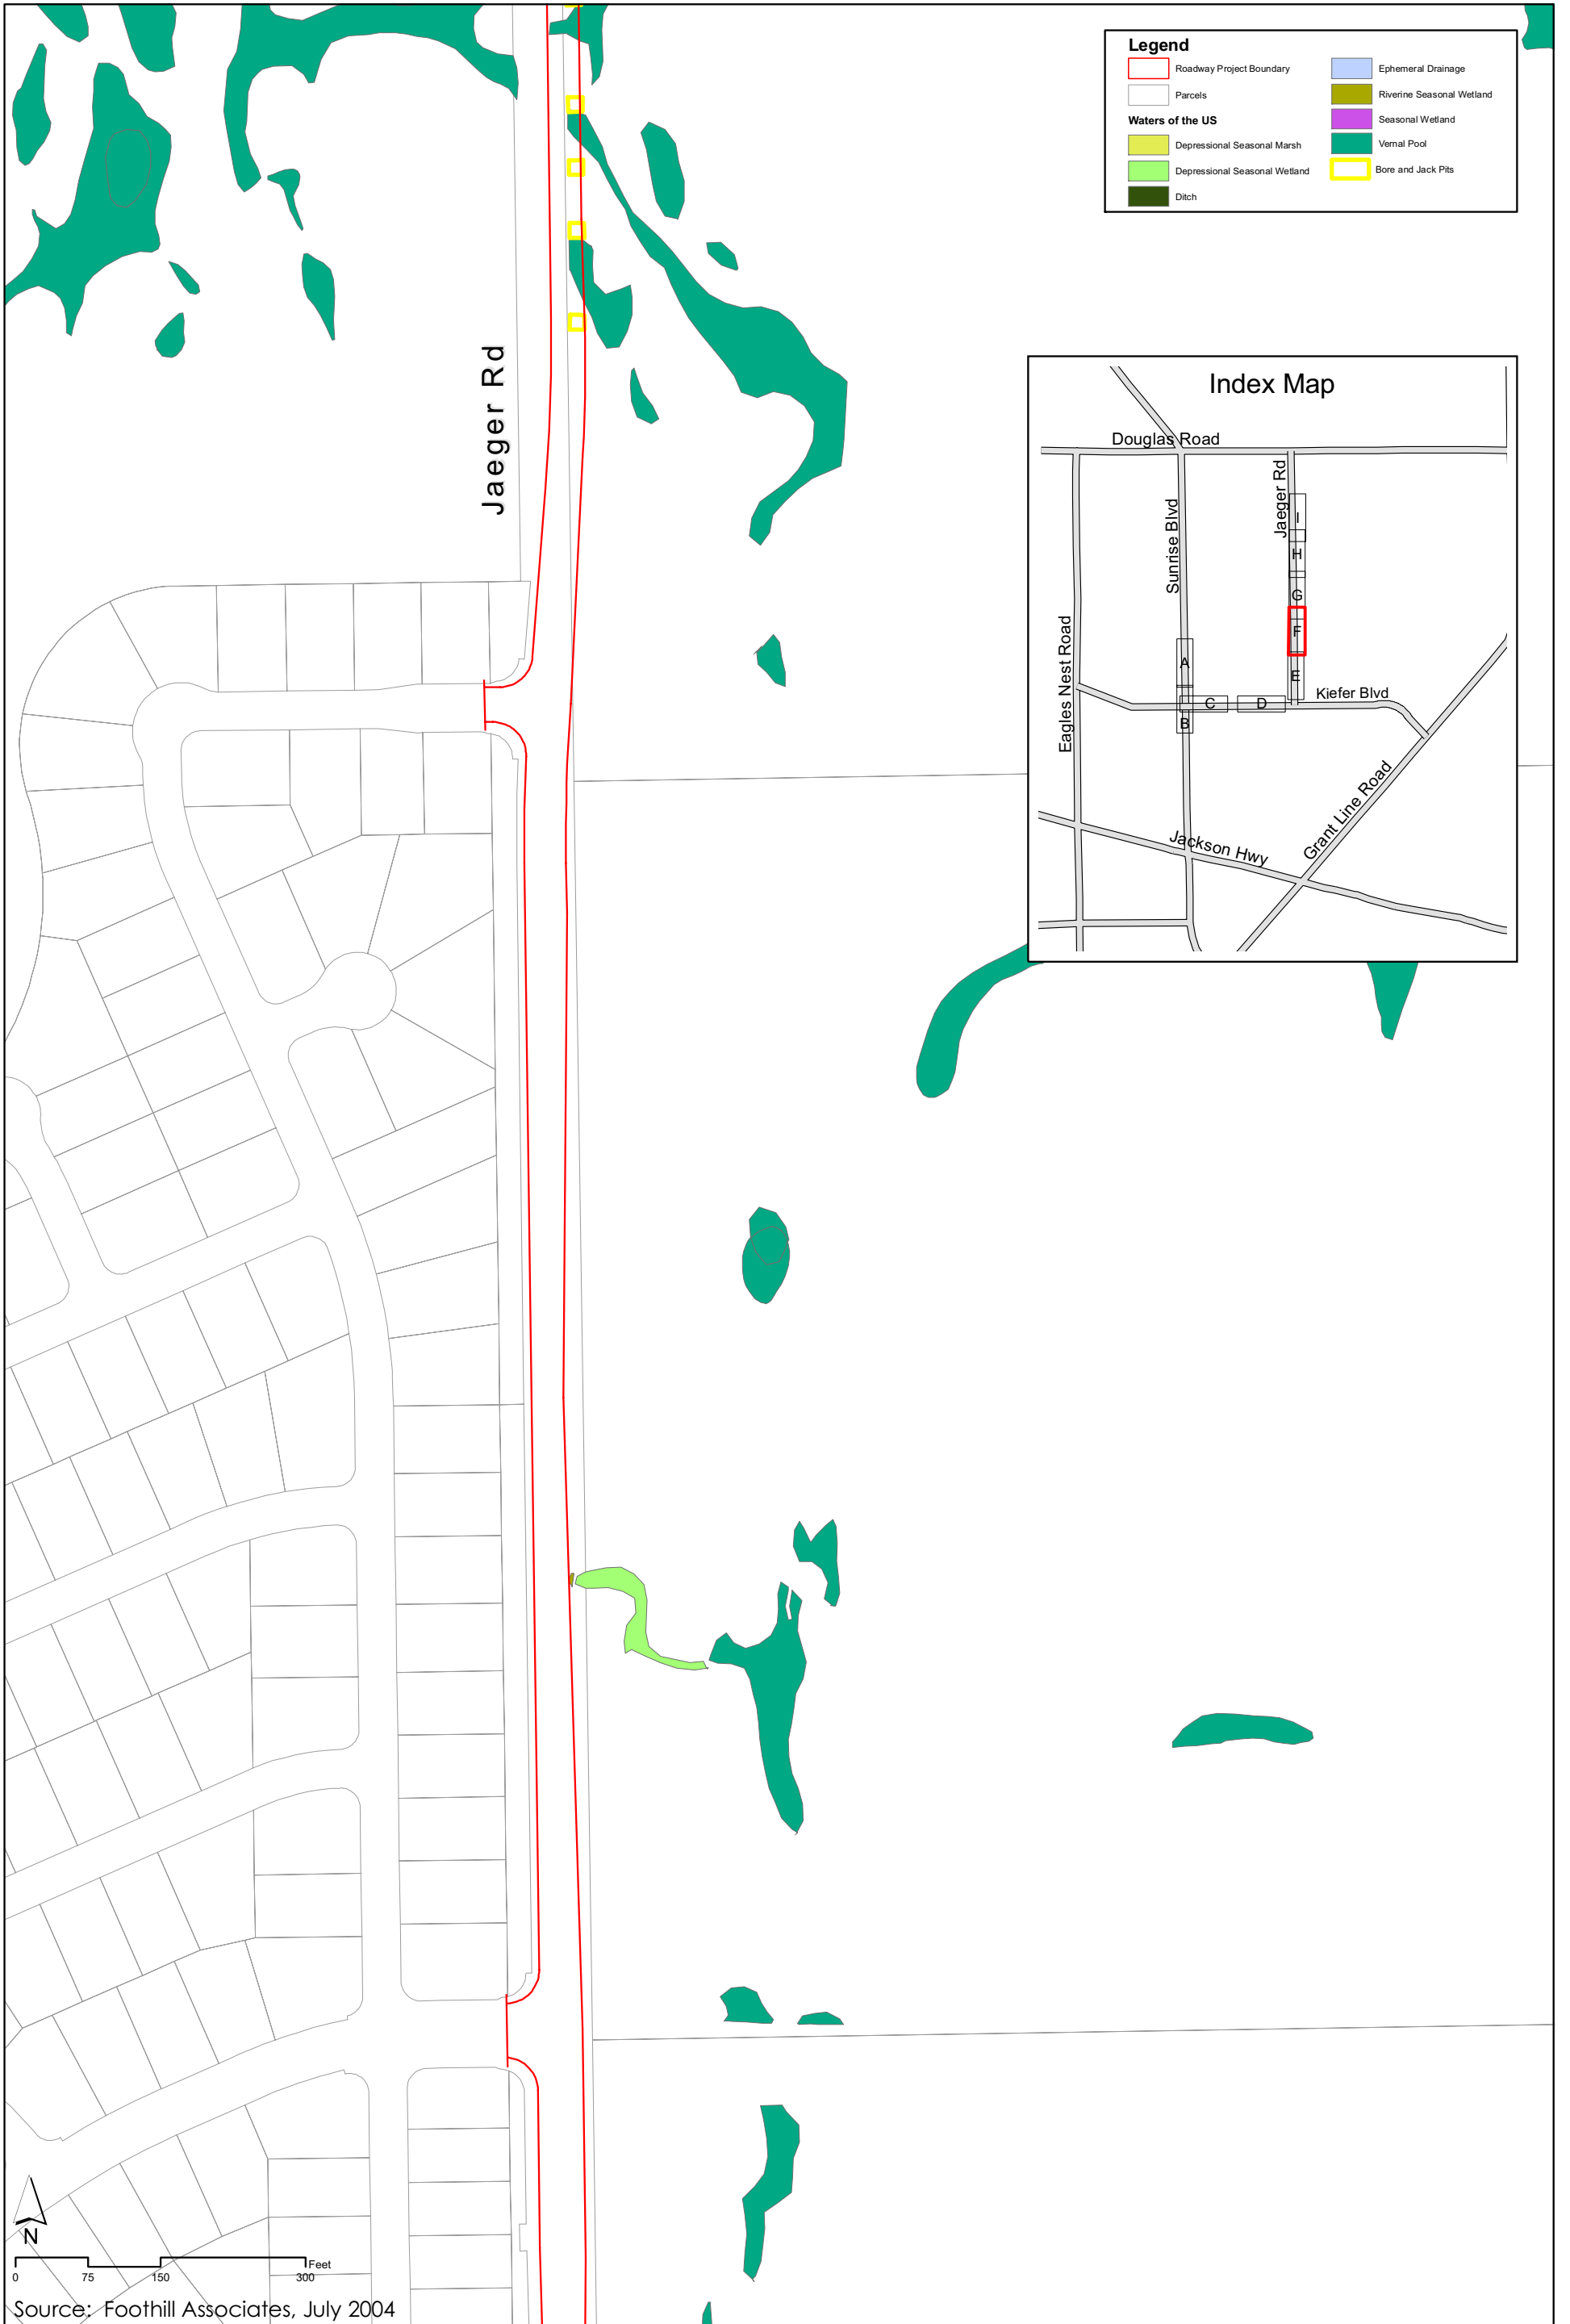 Legend
Roadway Project Boundary
Parcels
Waters of the US
Depressional Seasonal Marsh
Depressional Seasonal Wetland
Ditch
Ephemeral Drainage
Riverine Seasonal Wetland
Seasonal Wetland
Vernal Pool
Bore and Jack Pits
Jaeger Rd
Index Map
Douglas Road
Jaeger Rd
Sunrise Blvd
Eagles Nest Road
I
H
G
F
E
A
C
D
B
Kiefer Blvd
Grant Line Road
Jackson Hwy
N
Feet
0 75 150 300
Source: Foothill Associates, July 2004